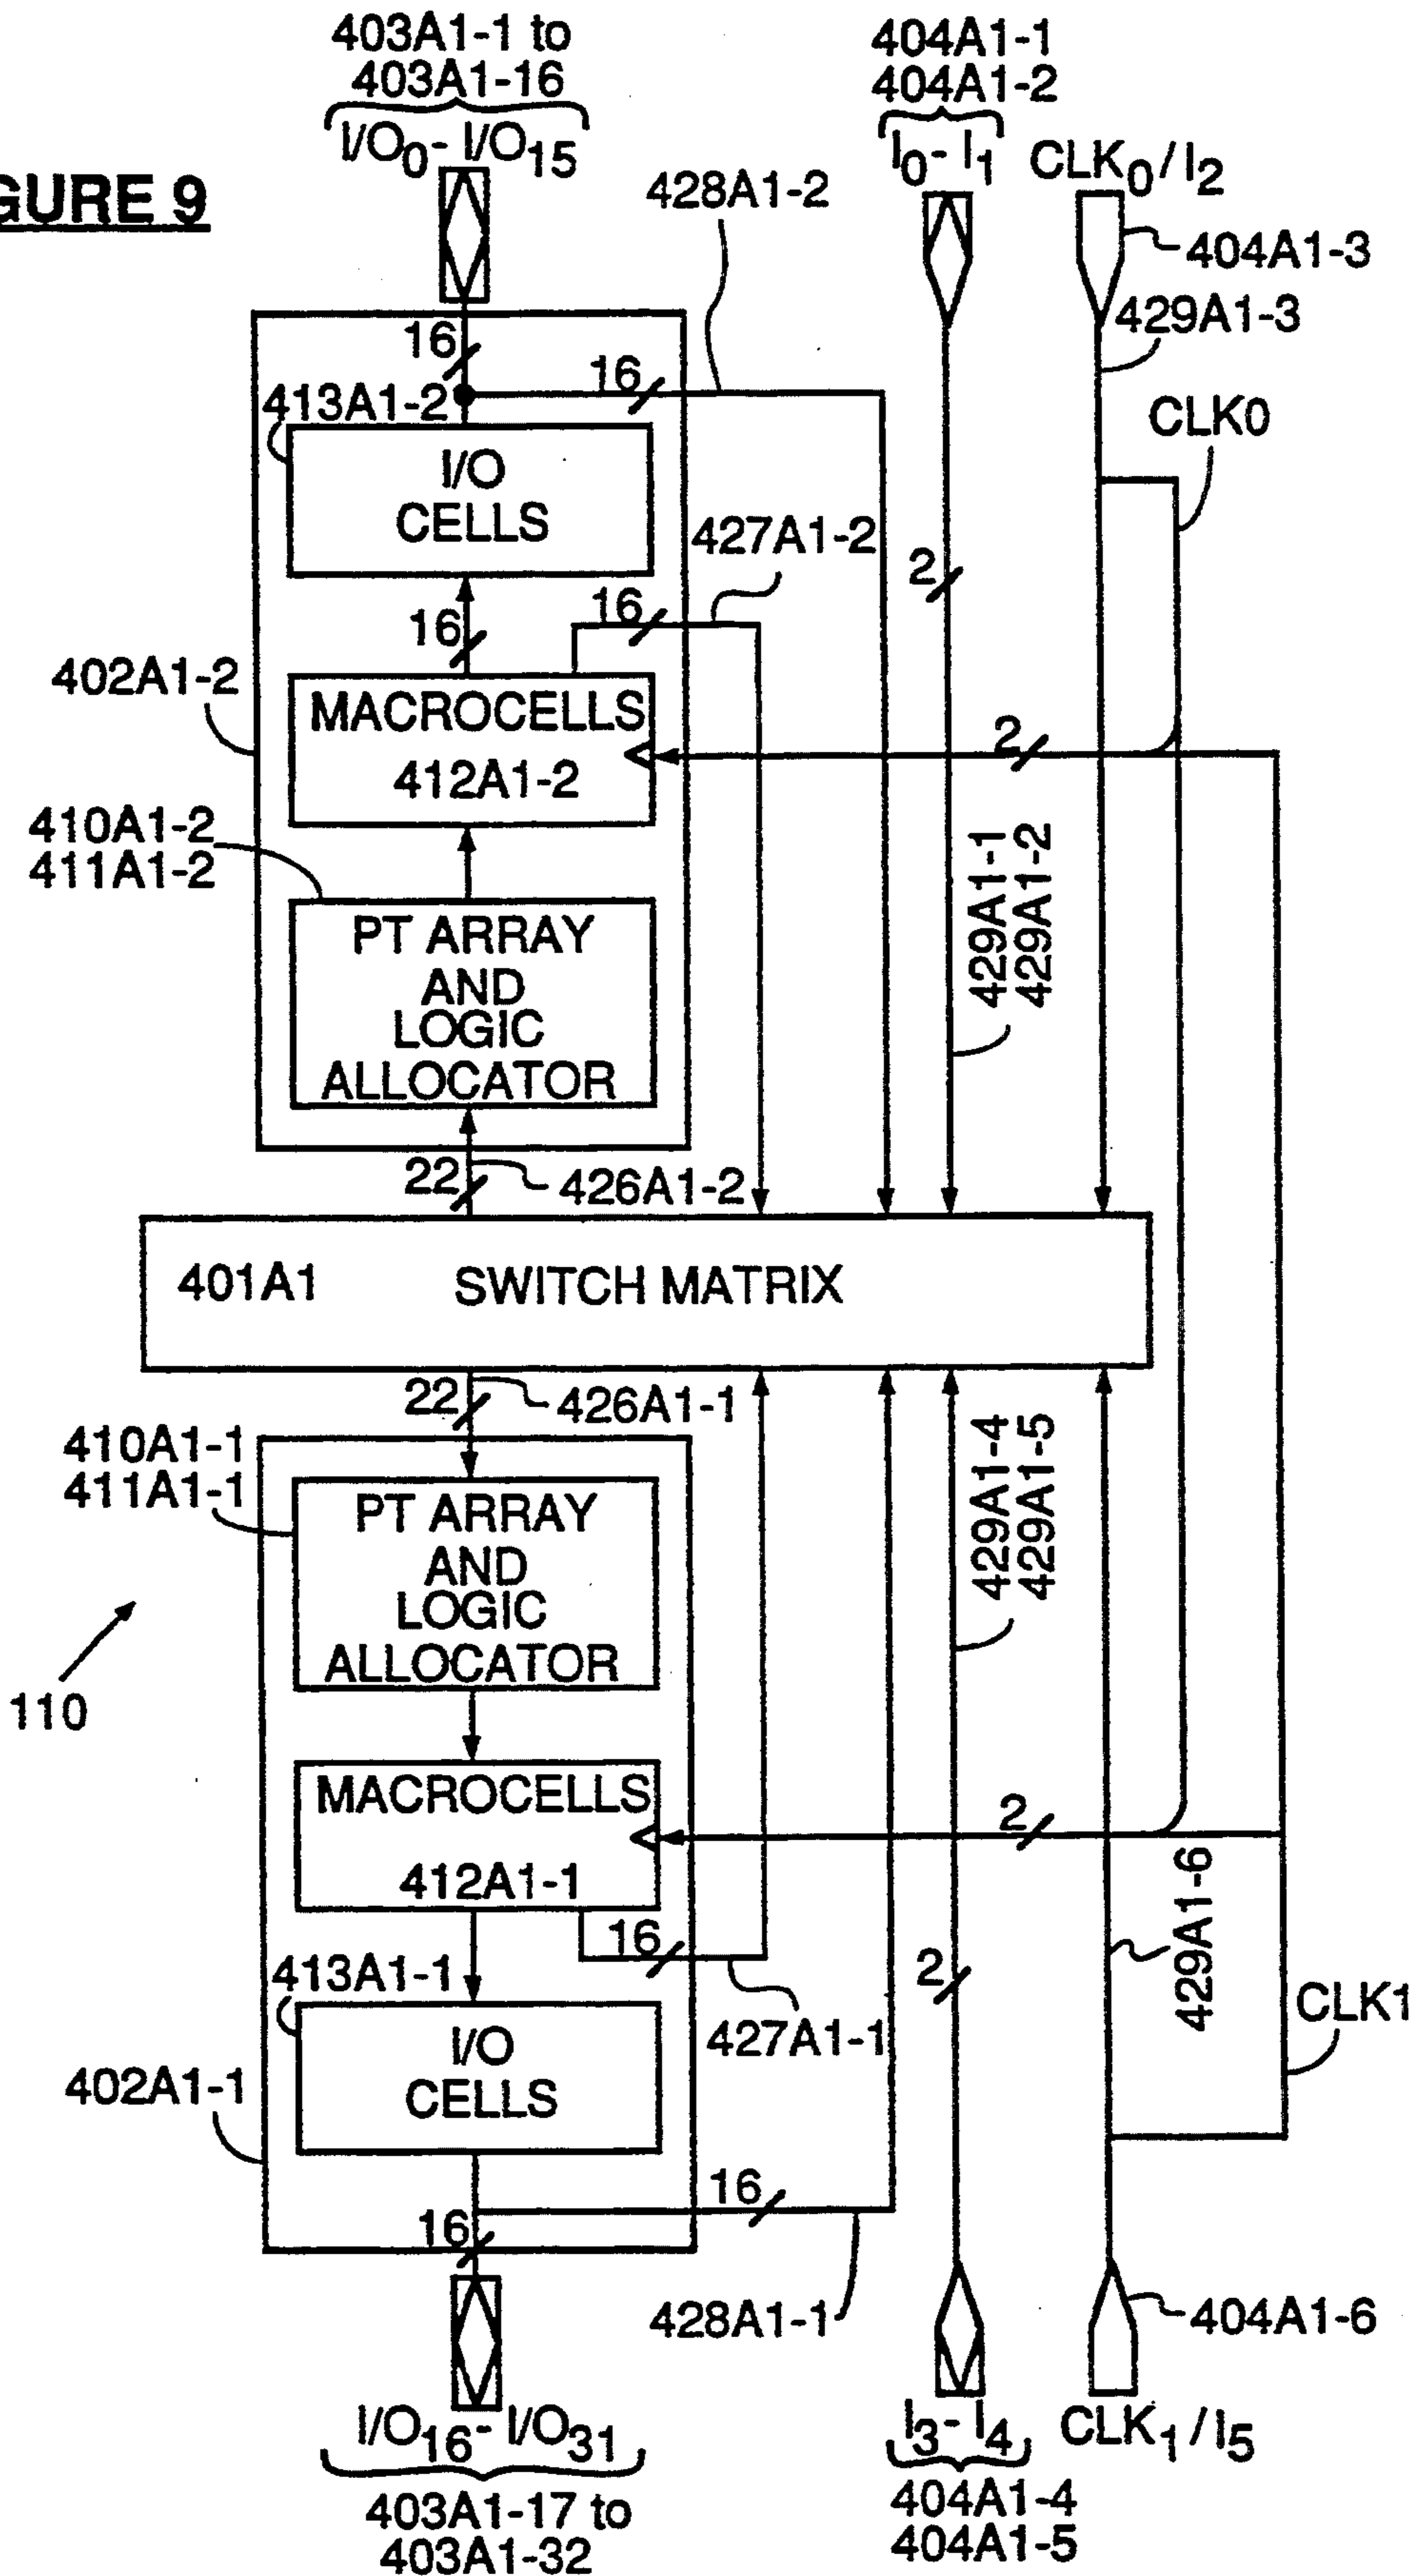 403A1-1 to
403A1-16
I/O0- I/O15
404A1-1
404A1-2
I0- I1
CLK0/I2
GURE 9
428A1-2
404A1-3
429A1-3
16
16
413A1-2
CLK0
I/O
CELLS
427A1-2
2
16
16
402A1-2
MACROCELLS
412A1-2
2
410A1-2
411A1-2
429A1-1
429A1-2
PT ARRAY
AND
LOGIC
ALLOCATOR
22
426A1-2
401A1
SWITCH MATRIX
22
426A1-1
410A1-1
411A1-1
429A1-4
429A1-5
PT ARRAY
AND
LOGIC
ALLOCATOR
110
MACROCELLS
412A1-1
2
16
429A1-6
413A1-1
2
CLK1
427A1-1
I/O
CELLS
402A1-1
16
16
428A1-1
404A1-6
I/O16- I/O31
I3- I4
CLK1/I5
403A1-17 to
403A1-32
404A1-4
404A1-5